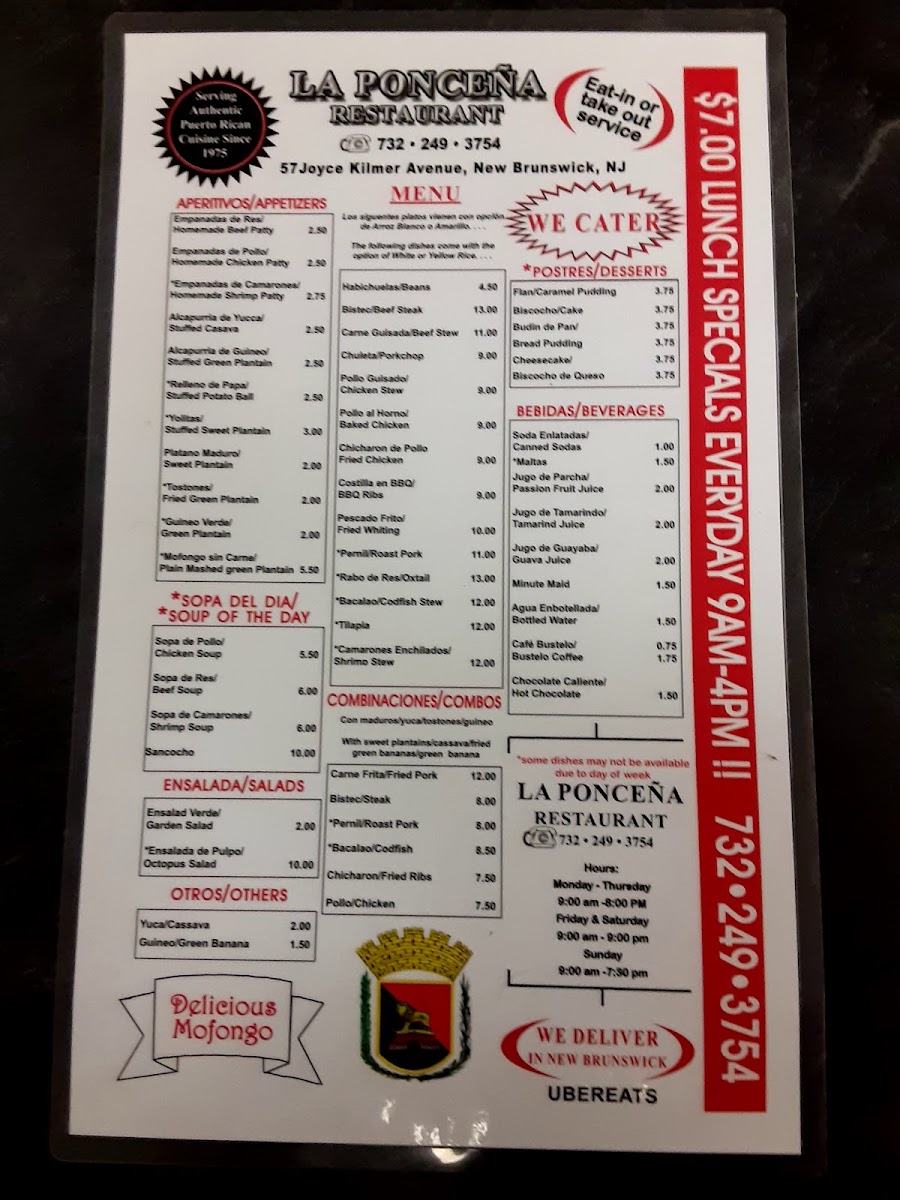 Serving
Authentic
Puerto Rican
Cuisine Since
1975
LA PONCEÑA
RESTAURANT
732 • 249 • 3754
57Joyce Kilmer Avenue, New Brunswick, NJ
Eat-in or
take out
service
MENU
APERITIVOS/APPETIZERS
Empanadas de Res/
Homemade Beef Patty 2.50
Empanadas de Pollo/
Homemade Chicken Patty 2.50
*Empanadas de Camarones/
Homemade Shrimp Patty 2.75
Alcapurria de Yucca/
Stuffed Casava 2.50
Alcapurria de Guineo/
Stuffed Green Plantain 2.50
*Relleno de Papa/
Stuffed Potato Ball 2.50
*Yolitas/
Stuffed Sweet Plantain 3.00
Platano Maduro/
Sweet Plantain 2.00
*Tostones/
Fried Green Plantain 2.00
*Guineo Verde/
Green Plantain 2.00
*Mofongo sin Carne/
Plain Mashed green Plantain 5.50
*SOPA DEL DIA/
*SOUP OF THE DAY
Sopa de Pollo/
Chicken Soup 5.50
Sopa de Res/
Beef Soup 6.00
Sopa de Camarones/
Shrimp Soup 6.00
Sancocho 10.00
ENSALADA/SALADS
Ensalad Verde/
Garden Salad 2.00
*Ensalada de Pulpo/
Octopus Salad 10.00
OTROS/OTHERS
Yuca/Cassava 2.00
Guineo/Green Banana 1.50
Delicious
Mofongo
Los siguentes platos vienen con opción
de Arroz Blanco o Amarillo. . . .
The following dishes come with the
option of White or Yellow Rice. . . .
Habichuelas/Beans 4.50
Bistec/Beef Steak 13.00
Carne Guisada/Beef Stew 11.00
Chuleta/Porkchop 9.00
Pollo Guisado/
Chicken Stew 9.00
Pollo al Horno/
Baked Chicken 9.00
Chicharon de Pollo
Fried Chicken 9.00
Costilla en BBQ/
BBQ Ribs 9.00
Pescado Frito/
Fried Whiting 10.00
*Pernil/Roast Pork 11.00
*Rabo de Res/Oxtail 13.00
*Bacalao/Codfish Stew 12.00
*Tilapia 12.00
*Camarones Enchilados/
Shrimo Stew 12.00
COMBINACIONES/COMBOS
Con maduros/yuca/tostones/guineo
With sweet plantains/cassava/fried
green bananas/green banana
Carne Frita/Fried Pork 12.00
Bistec/Steak 8.00
*Pernil/Roast Pork 8.00
*Bacalao/Codfish 8.50
Chicharon/Fried Ribs 7.50
Pollo/Chicken 7.50
WE CATER
*POSTRES/DESSERTS
Flan/Caramel Pudding 3.75
Biscocho/Cake 3.75
Budin de Pan/ 3.75
Bread Pudding 3.75
Cheesecake/ 3.75
Biscocho de Queso 3.75
BEBIDAS/BEVERAGES
Soda Enlatadas/
Canned Sodas 1.00
*Maltas 1.50
Jugo de Parcha/
Passion Fruit Juice 2.00
Jugo de Tamarindo/
Tamarind Juice 2.00
Jugo de Guayaba/
Guava Juice 2.00
Minute Maid 1.50
Agua Enbotellada/
Bottled Water 1.50
Café Bustelo/ 0.75
Bustelo Coffee 1.75
Chocolate Caliente/
Hot Chocolate 1.50
*some dishes may not be available
due to day of week
LA PONCEÑA
RESTAURANT
732 • 249 • 3754
Hours:
Monday - Thursday
9:00 am -8:00 PM
Friday & Saturday
9:00 am - 9:00 pm
Sunday
9:00 am -7:30 pm
WE DELIVER
IN NEW BRUNSWICK
UBEREATS
$7.00 LUNCH SPECIALS EVERYDAY 9AM-4PM !!! 732•249•3754